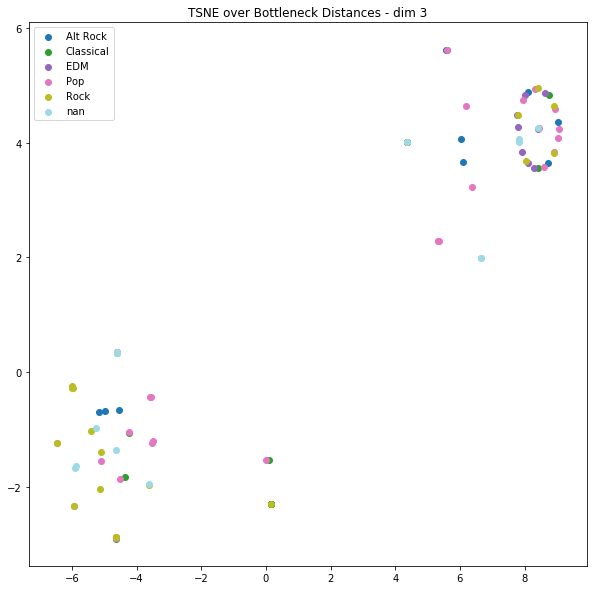 TSNE over Bottleneck Distances - dim 3
Alt Rock
Classical
EDM
Pop
Rock
nan
6
4
2
0
−2
−6 −4 −2 0 2 4 6 8